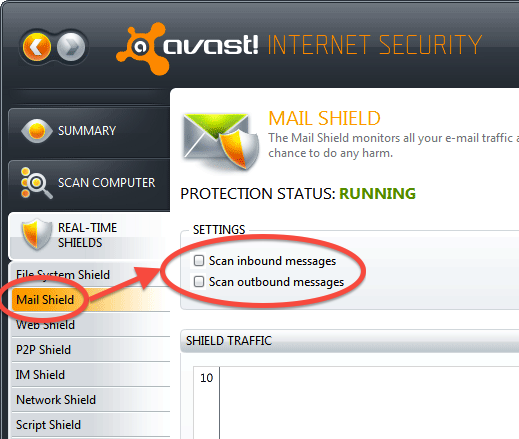 avast! INTERNET SECURITY
SUMMARY
SCAN COMPUTER
REAL-TIME
SHIELDS
File System Shield
Mail Shield
Web Shield
P2P Shield
IM Shield
Network Shield
Script Shield
MAIL SHIELD
The Mail Shield monitors all your e-mail traffic a
chance to do any harm.
PROTECTION STATUS: RUNNING
SETTINGS
Scan inbound messages
Scan outbound messages
SHIELD TRAFFIC
10